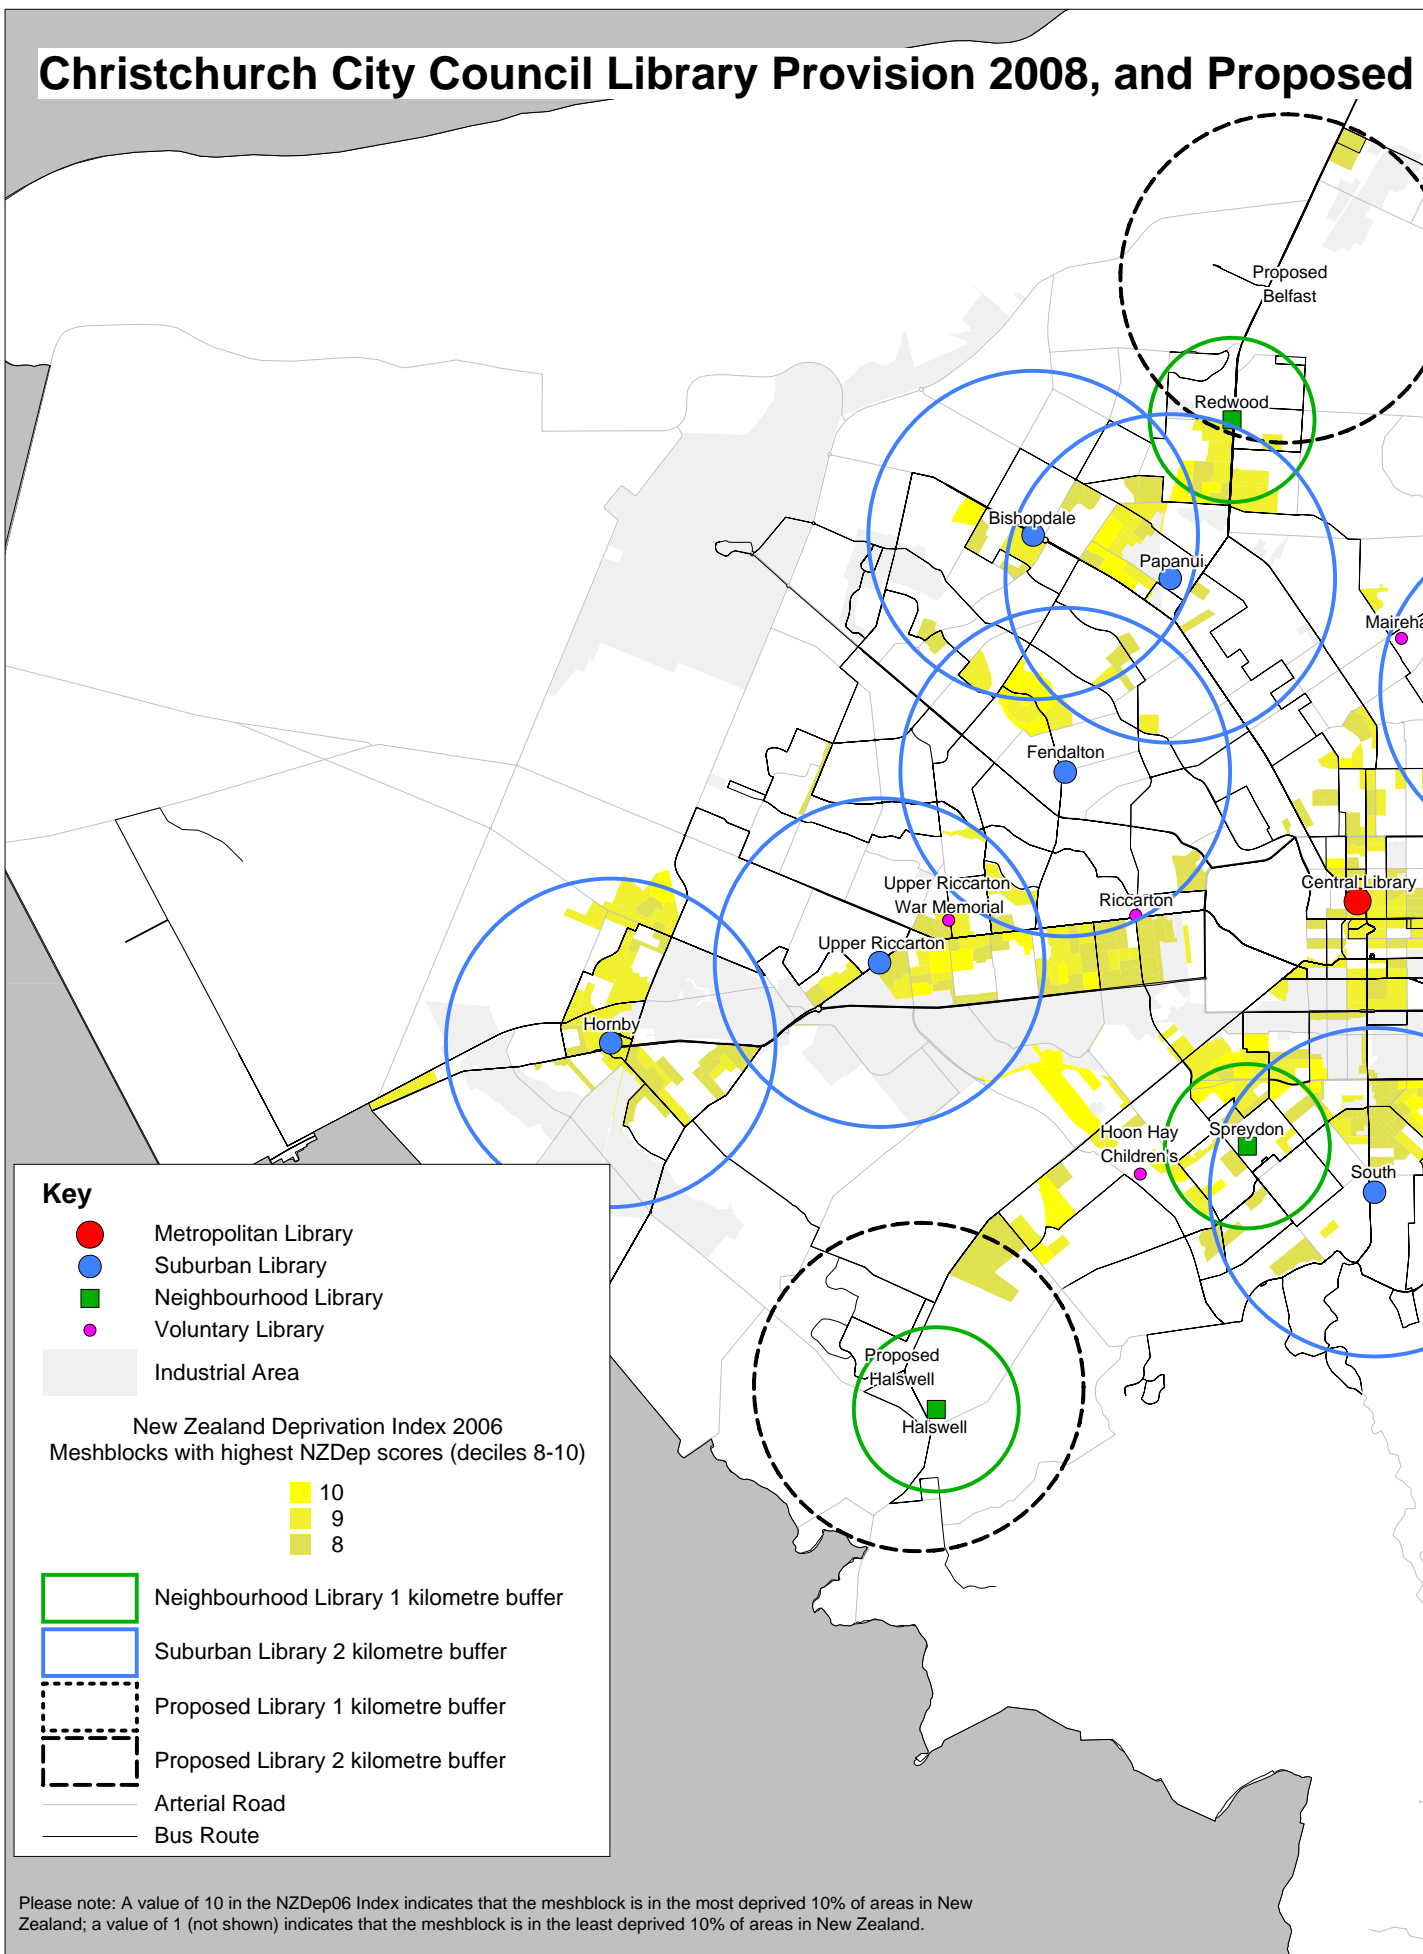 Christchurch City Council Library Provision 2008, and Proposed
Proposed
Belfast
Redwood
Bishopdale
Papanui
Maireha
Fendalton
Upper Riccarton
War Memorial
Riccarton
Central Library
Upper Riccarton
Hornby
Hoon Hay
Children's
Spreydon
South
Proposed
Halswell
Halswell
Key
Metropolitan Library
Suburban Library
Neighbourhood Library
Voluntary Library
Industrial Area
New Zealand Deprivation Index 2006
Meshblocks with highest NZDep scores (deciles 8-10)
10
9
8
Neighbourhood Library 1 kilometre buffer
Suburban Library 2 kilometre buffer
Proposed Library 1 kilometre buffer
Proposed Library 2 kilometre buffer
Arterial Road
Bus Route
Please note: A value of 10 in the NZDep06 Index indicates that the meshblock is in the most deprived 10% of areas in New
Zealand; a value of 1 (not shown) indicates that the meshblock is in the least deprived 10% of areas in New Zealand.